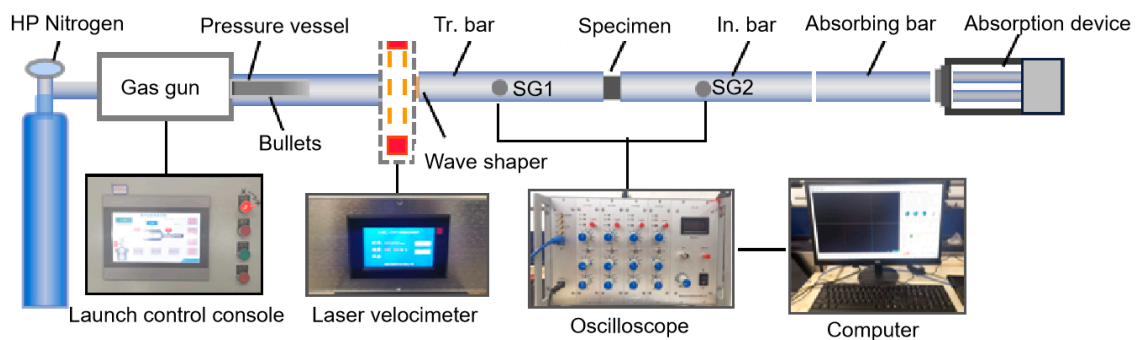 HP Nitrogen
Pressure vessel
Tr. bar
Specimen
In. bar
Absorbing bar
Absorption device
Gas gun
SG1
SG2
Bullets
Wave shaper
Launch control console
Laser velocimeter
Oscilloscope
Computer